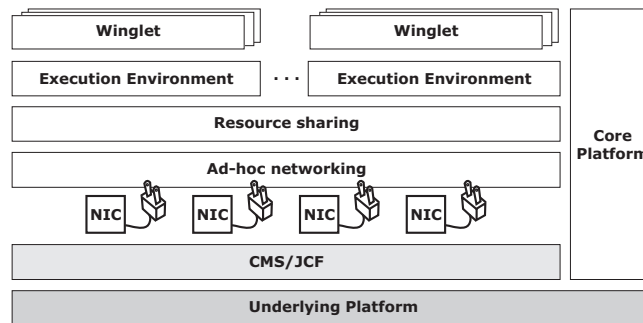 Winglet
Winglet
Execution Environment
. . .
Execution Environment
Resource sharing
Core
Platform
Ad-hoc networking
NIC
NIC
NIC
NIC
CMS/JCF
Underlying Platform